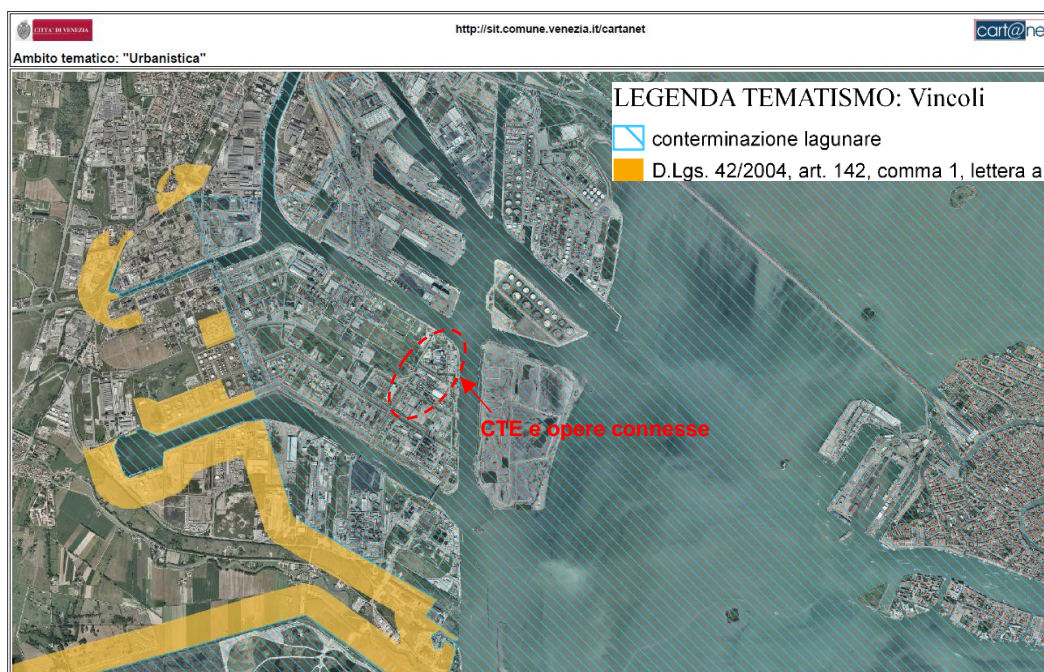 CITTA' DI VENEZIA
http://sit.comune.venezia.it/cartanet
cart@ne
Ambito tematico: "Urbanistica"
LEGENDA TEMATISMO: Vincoli
conterminazione lagunare
D.Lgs. 42/2004, art. 142, comma 1, lettera a
CTE e opere connesse